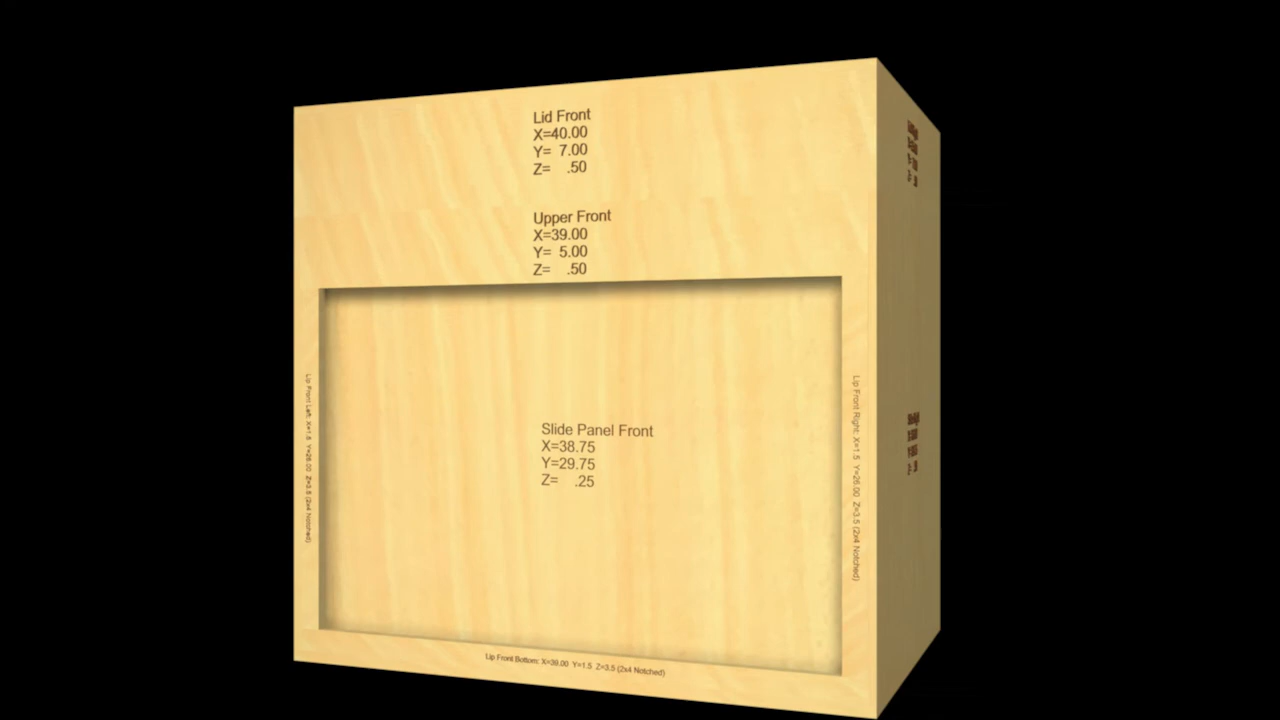 Lid Front
X=40.00
Y= 7.00
Z= .50
Upper Front
X=39.00
Y= 5.00
Z= .50
Slide Panel Front
X=38.75
Y=29.75
Z= .25
Lip Front Left: X=1.5 Y=26.00 Z=3.5 (2x4 Notched)
Lip Front Right: X=1.5 Y=26.00 Z=3.5 (2x4 Notched)
Lip Front Bottom: X=39.00 Y=1.5 Z=3.5 (2x4 Notched)